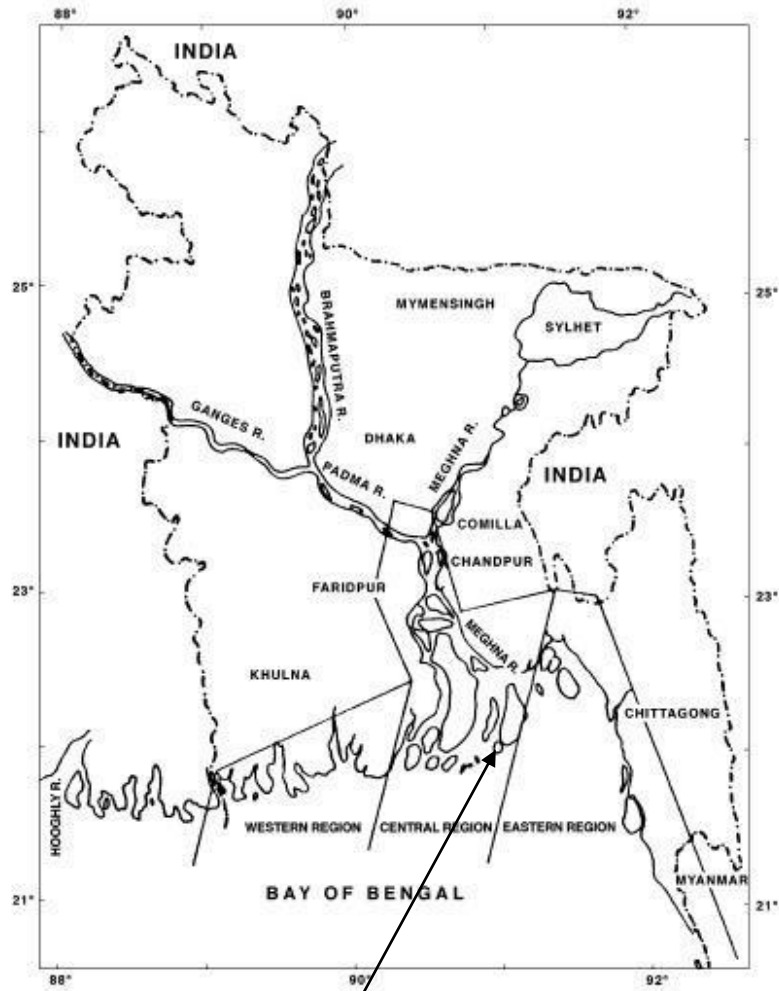 88° 90° 92°
INDIA
25° 25°
BRAHMAPUTRA R.
MYMENSINGH
SYLHET
GANGES R.
DHAKA
MEGHNA R.
INDIA
PADMA R.
INDIA
COMILLA
CHANDPUR
23° 23°
FARIDPUR
MEGHNA R.
KHULNA
CHITTAGONG
HOOGHLY R.
WESTERN REGION CENTRAL REGION EASTERN REGION
MYANMAR
BAY OF BENGAL
21° 21°
88° 90° 92°